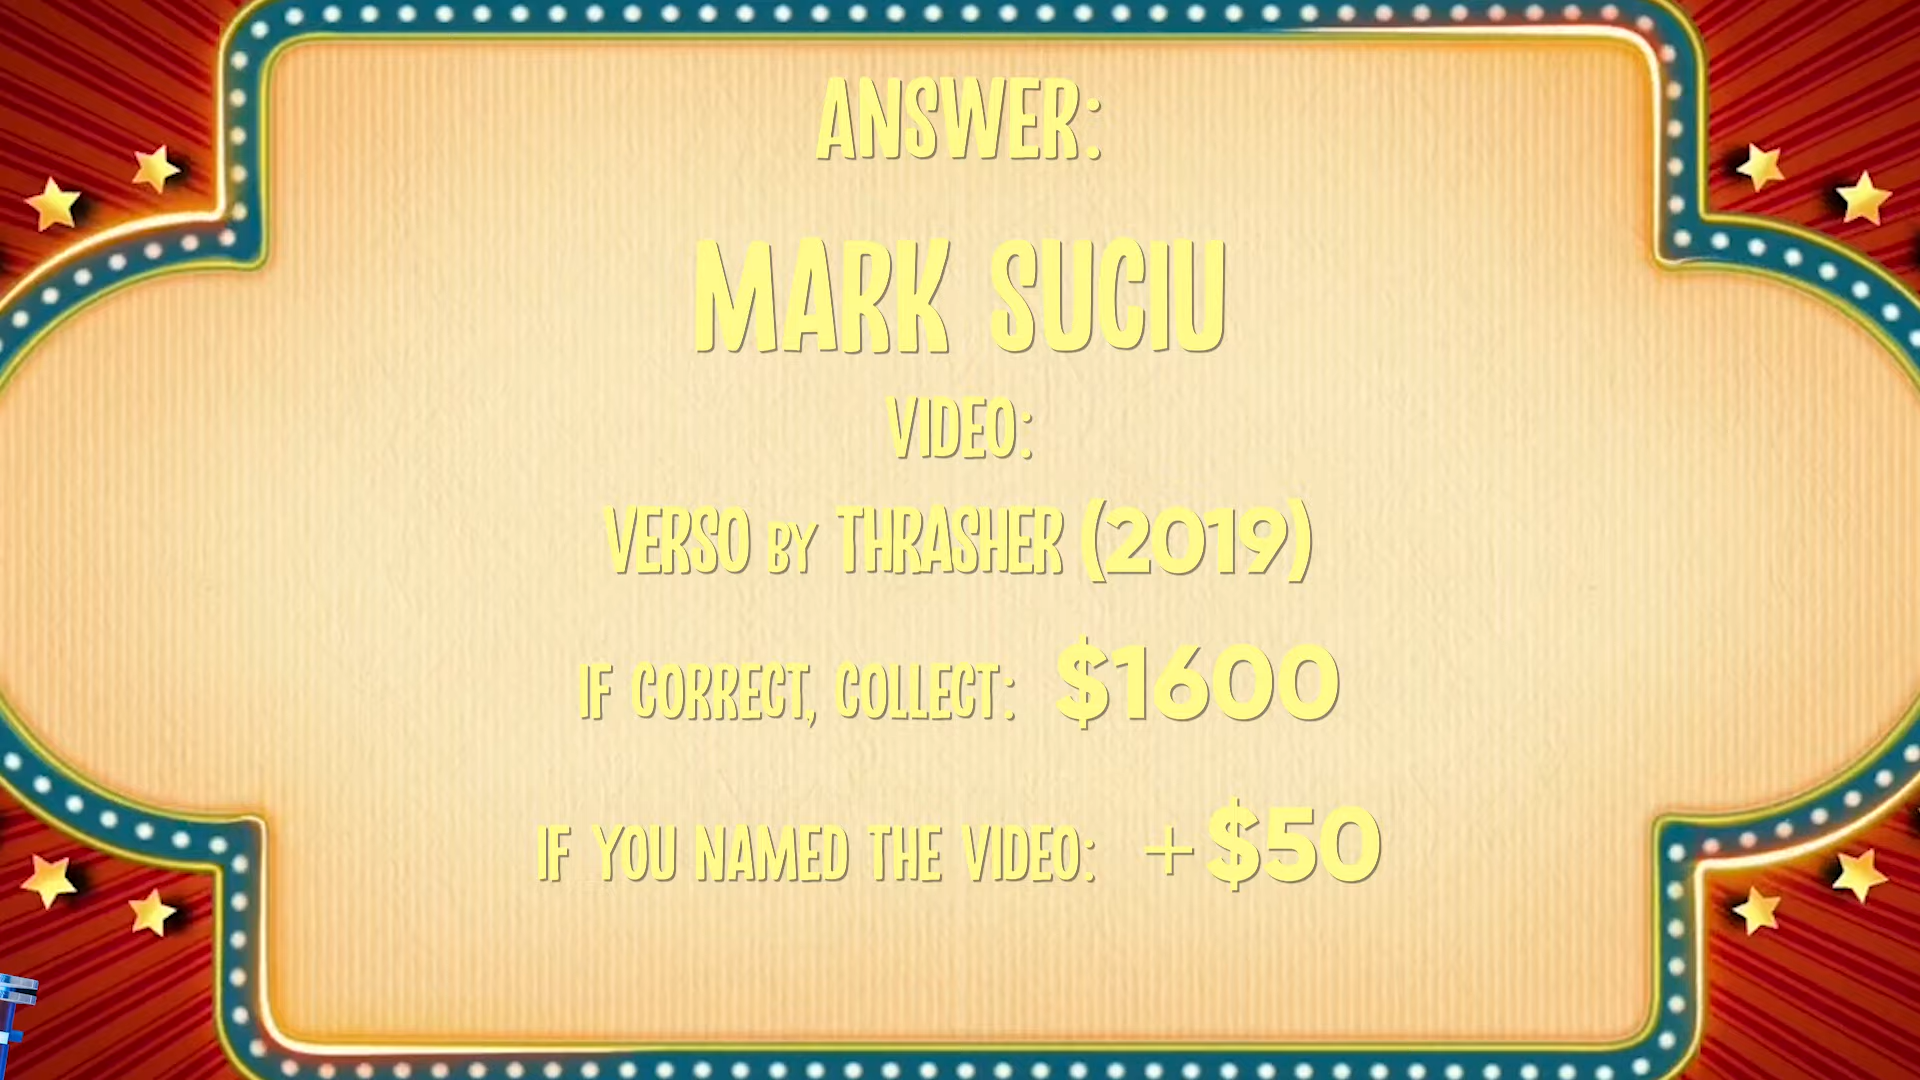 ANSWER:
MARK SUCIU
VIDEO:
VERSO BY THRASHER (2019)
IF CORRECT, COLLECT: $1600
IF YOU NAMED THE VIDEO: +$50